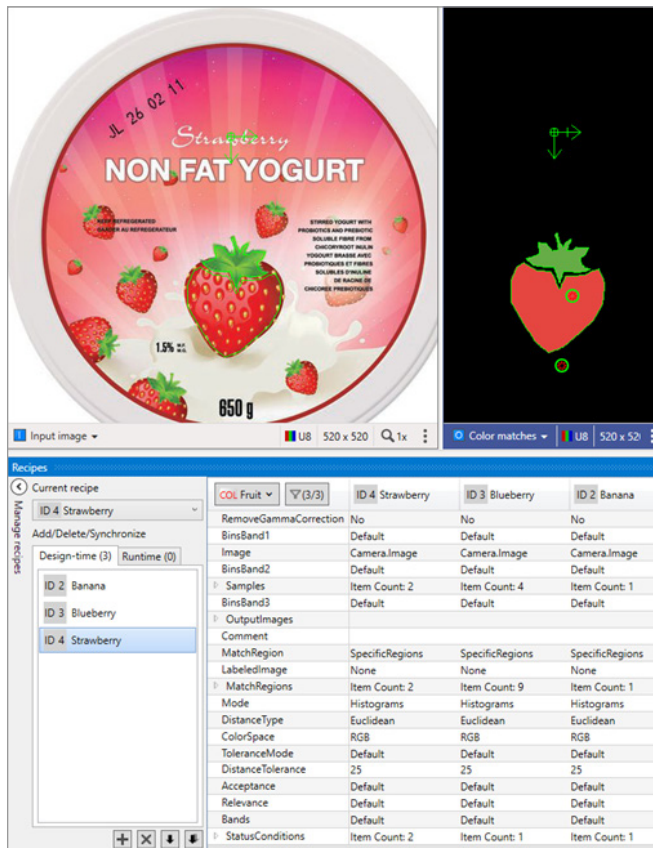 JL 26 02 11
Strawberry
NON FAT YOGURT
KEEP REFRIGERATED
GARDER AU REFRIGERATEUR
STIRRED YOGURT WITH
PROBIOTICS AND PREBIOTIC
SOLUBLE FIBRE FROM
CHICORYROOT INULIN
YOGOURT BRASSE AVEC
PROBIOTIQUES ET FIBRES
SOLUBLES D'INULINE
DE RACINE DE
CHICOREE PREBIOTIQUES
1.5% M.F. M.G.
650 g
1 Input image U8 520 x 520 1x
0 Color matches U8 520 x 52
Recipes
Manage recipes
Current recipe
ID 4 Strawberry
Add/Delete/Synchronize
Design-time (3) Runtime (0)
ID 2 Banana
ID 3 Blueberry
ID 4 Strawberry
COL Fruit (3/3) ID 4 Strawberry ID 3 Blueberry ID 2 Banana
RemoveGammaCorrection No No No
BinsBand1 Default Default Default
Image Camera.Image Camera.Image Camera.Image
BinsBand2 Default Default Default
Samples Item Count: 2 Item Count: 4 Item Count: 1
BinsBand3 Default Default Default
OutputImages
Comment
MatchRegion SpecificRegions SpecificRegions SpecificRegions
LabeledImage None None None
MatchRegions Item Count: 2 Item Count: 9 Item Count: 1
Mode Histograms Histograms Histograms
DistanceType Euclidean Euclidean Euclidean
ColorSpace RGB RGB RGB
ToleranceMode Default Default Default
DistanceTolerance 25 25 25
Acceptance Default Default Default
Relevance Default Default Default
Bands Default Default Default
StatusConditions Item Count: 2 Item Count: 1 Item Count: 1